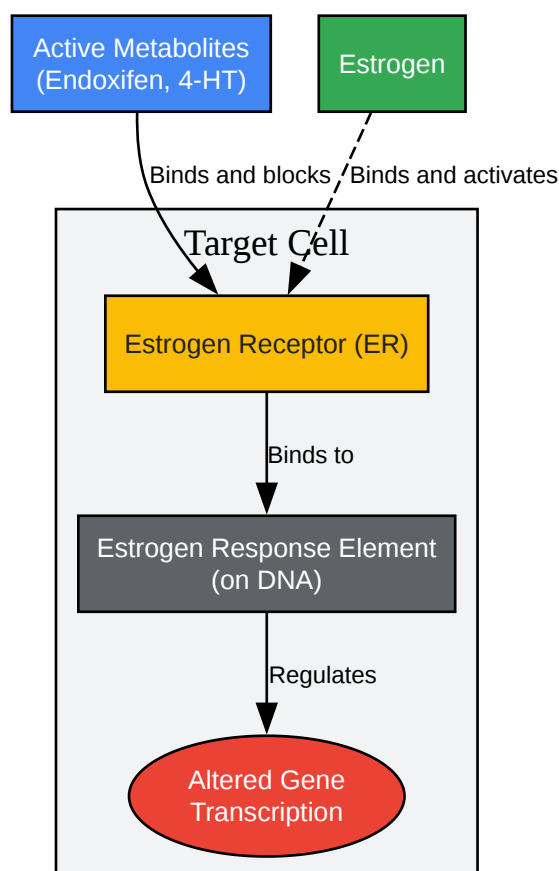 Active Metabolites
(Endoxifen, 4-HT)
Estrogen
Binds and blocks
Binds and activates
Target Cell
Estrogen Receptor (ER)
Binds to
Estrogen Response Element
(on DNA)
Regulates
Altered Gene
Transcription